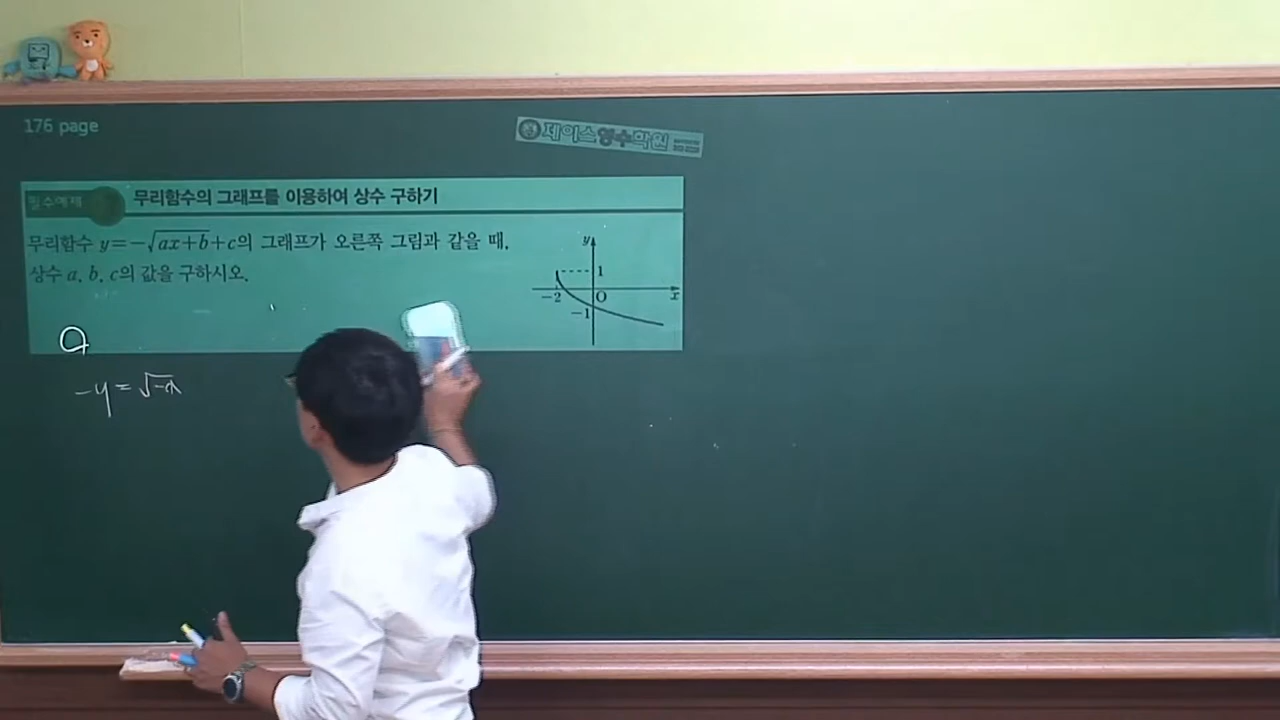 176 page
제이스영수학원
필수예제
무리함수의 그래프를 이용하여 상수 구하기
무리함수 y=-√(ax+b)+c의 그래프가 오른쪽 그림과 같을 때,
상수 a, b, c의 값을 구하시오.
y
1
-2
O
x
-1
a
-y = √-x